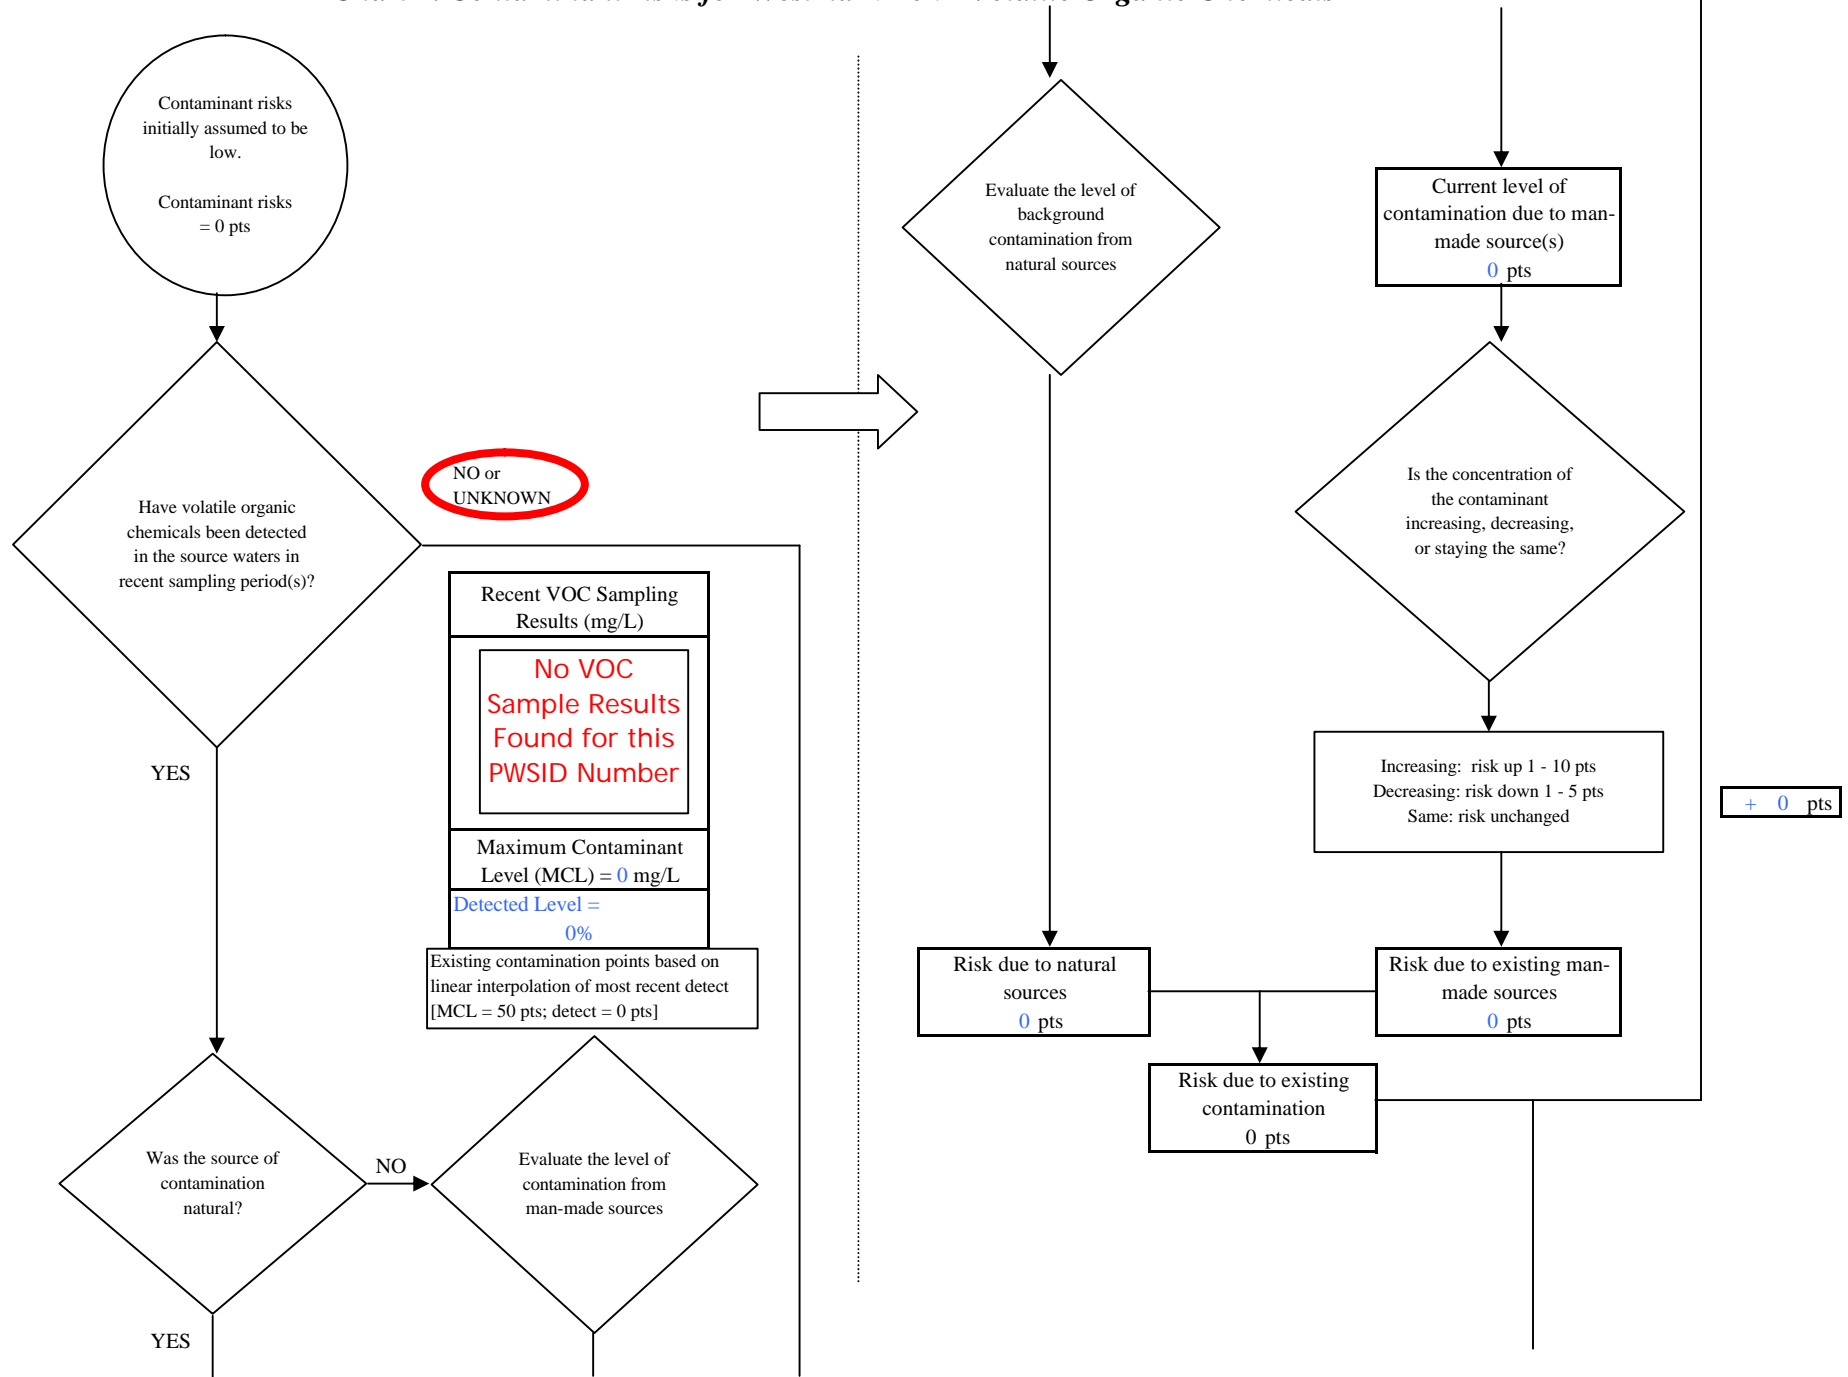 Contaminant risks
initially assumed to be
low.
Contaminant risks
= 0 pts
Have volatile organic
chemicals been detected
in the source waters in
recent sampling period(s)?
NO or
UNKNOWN
YES
Recent VOC Sampling
Results (mg/L)
No VOC
Sample Results
Found for this
PWSID Number
Maximum Contaminant
Level (MCL) = 0 mg/L
Detected Level =
0%
Existing contamination points based on
linear interpolation of most recent detect
[MCL = 50 pts; detect = 0 pts]
Was the source of
contamination
natural?
NO
Evaluate the level of
contamination from
man-made sources
YES
Evaluate the level of
background
contamination from
natural sources
Current level of
contamination due to man-
made source(s)
0 pts
Is the concentration of
the contaminant
increasing, decreasing,
or staying the same?
Increasing: risk up 1 - 10 pts
Decreasing: risk down 1 - 5 pts
Same: risk unchanged
+ 0 pts
Risk due to natural
sources
0 pts
Risk due to existing man-
made sources
0 pts
Risk due to existing
contamination
0 pts